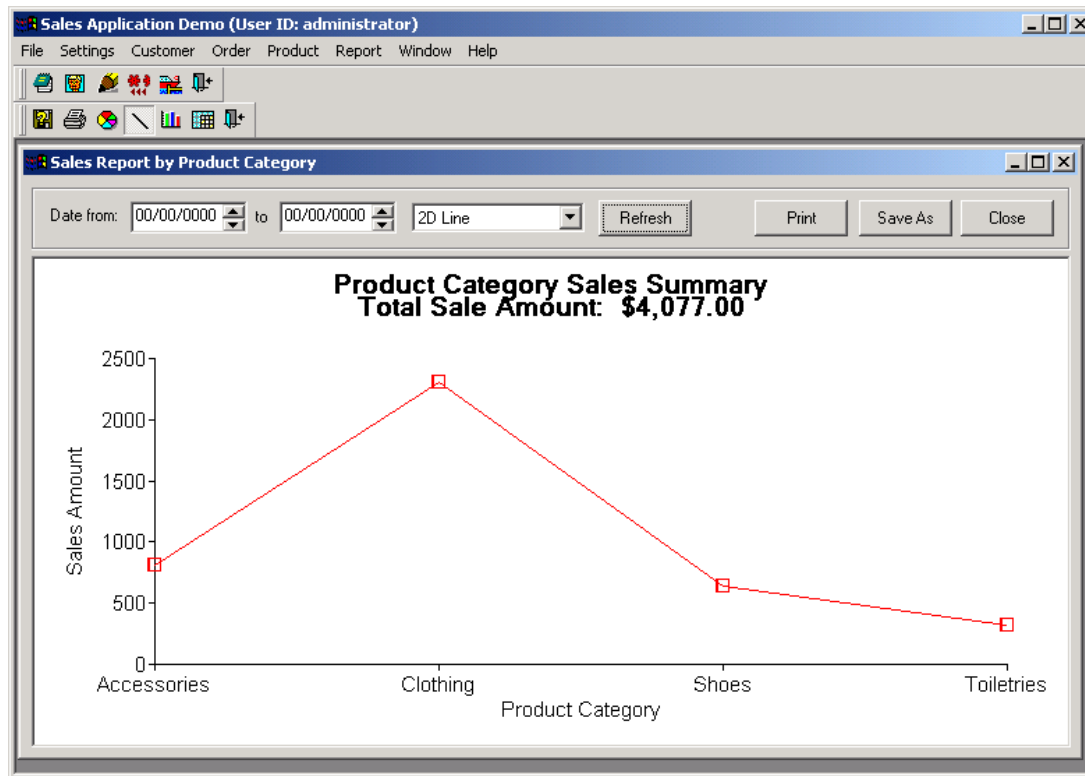 Sales Application Demo (User ID: administrator)
File Settings Customer Order Product Report Window Help
Sales Report by Product Category
Date from: 00/00/0000 to 00/00/0000 2D Line Refresh Print Save As Close
Product Category Sales Summary
Total Sale Amount: $4,077.00
2500
2000
1500
1000
500
0
Sales Amount
Accessories Clothing Shoes Toiletries
Product Category